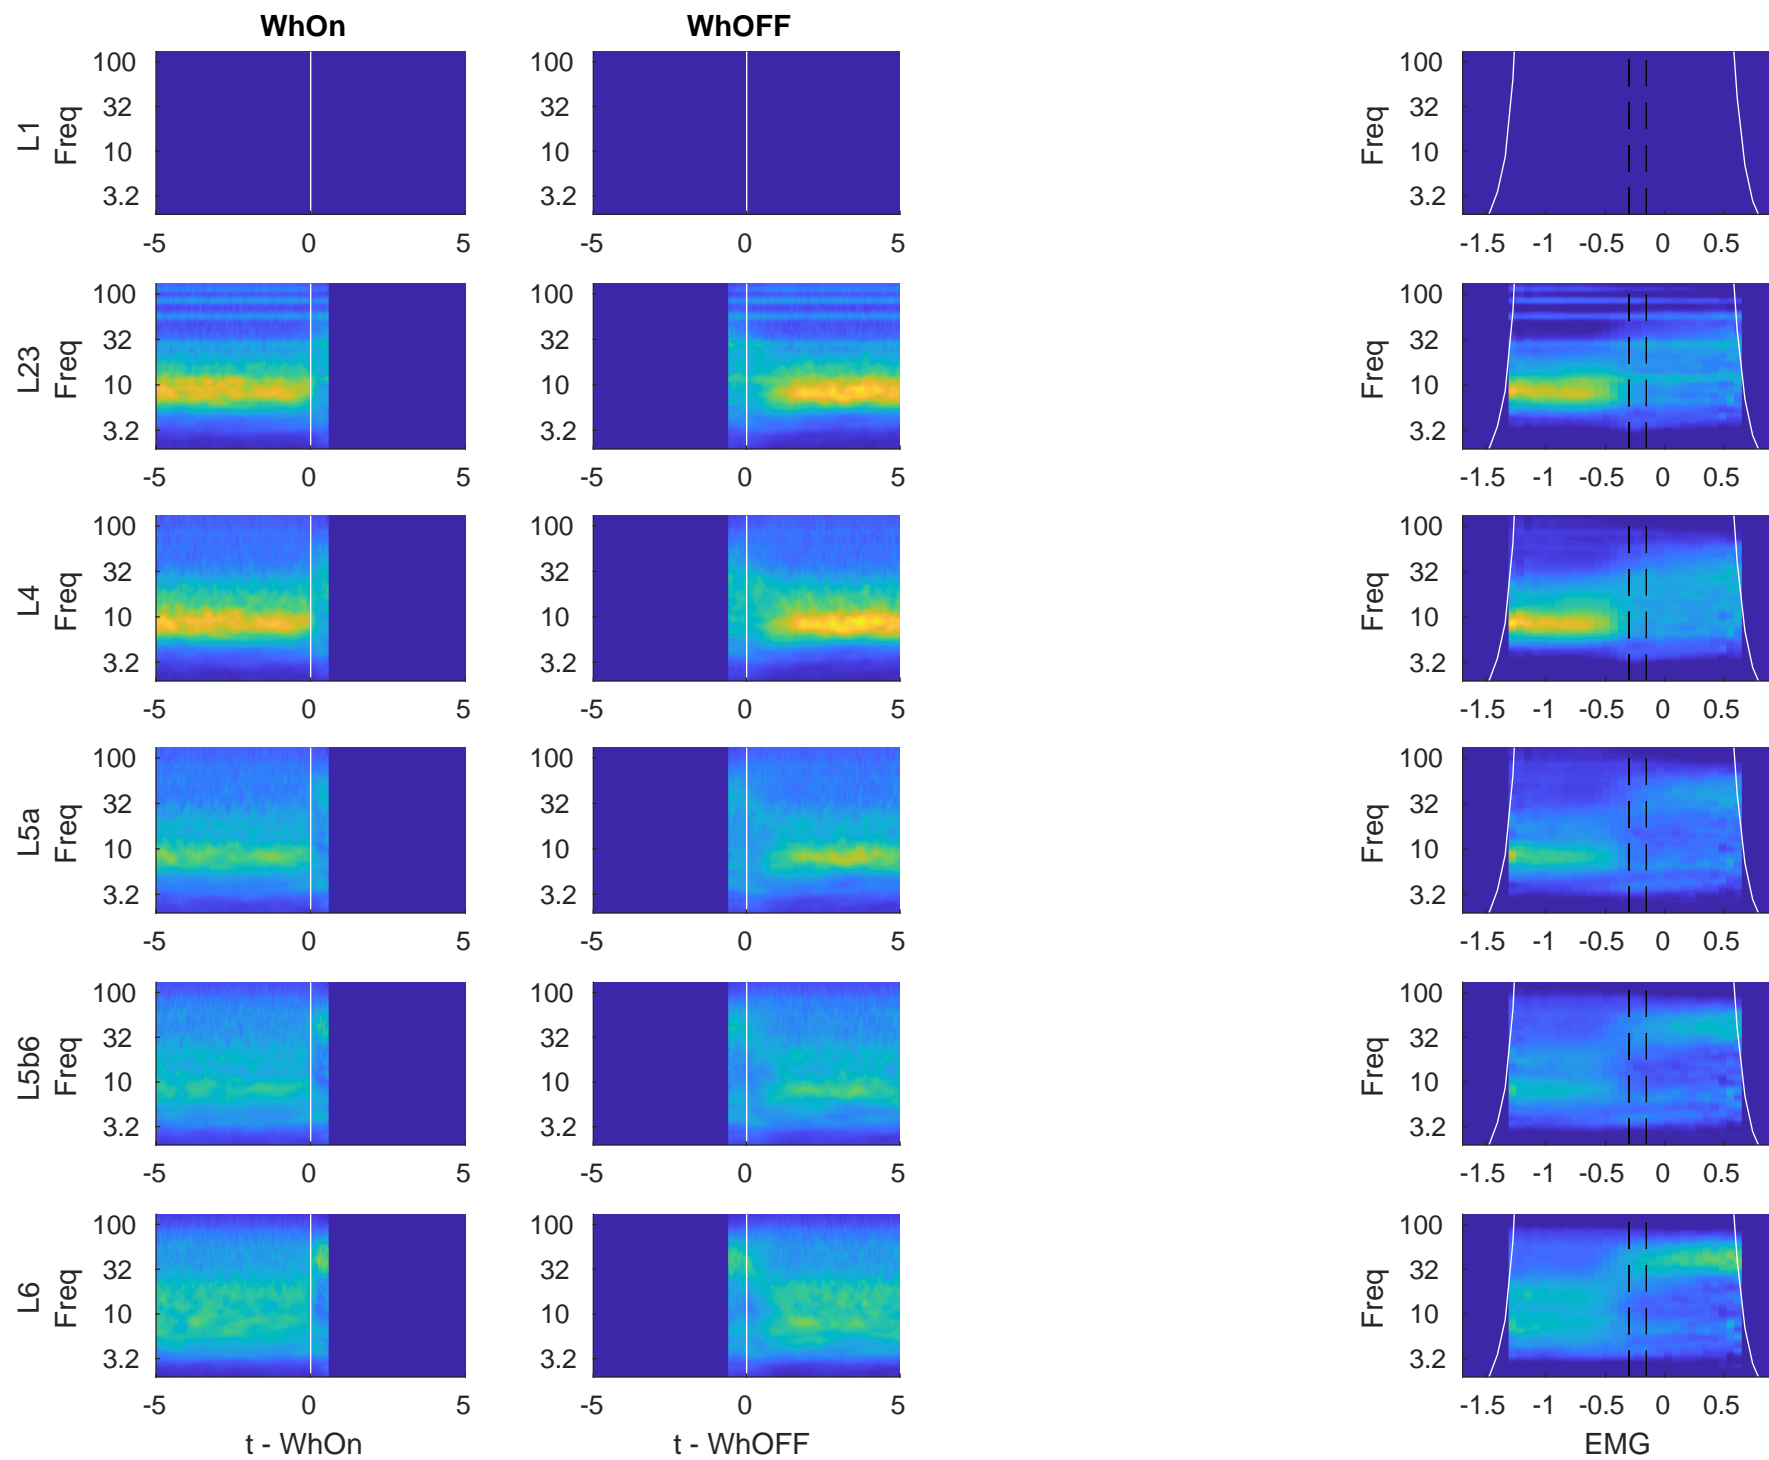 WhOn WhOFF
L1 Freq 100 32 10 3.2 100 32 10 3.2 Freq 100 32 10 3.2
-5 0 5 -5 0 5 -1.5 -1 -0.5 0 0.5
L23 Freq 100 32 10 3.2 100 32 10 3.2 Freq 100 32 10 3.2
-5 0 5 -5 0 5 -1.5 -1 -0.5 0 0.5
L4 Freq 100 32 10 3.2 100 32 10 3.2 Freq 100 32 10 3.2
-5 0 5 -5 0 5 -1.5 -1 -0.5 0 0.5
L5a Freq 100 32 10 3.2 100 32 10 3.2 Freq 100 32 10 3.2
-5 0 5 -5 0 5 -1.5 -1 -0.5 0 0.5
L5b6 Freq 100 32 10 3.2 100 32 10 3.2 Freq 100 32 10 3.2
-5 0 5 -5 0 5 -1.5 -1 -0.5 0 0.5
L6 Freq 100 32 10 3.2 100 32 10 3.2 Freq 100 32 10 3.2
-5 0 5 -5 0 5 -1.5 -1 -0.5 0 0.5
t - WhOn t - WhOFF EMG